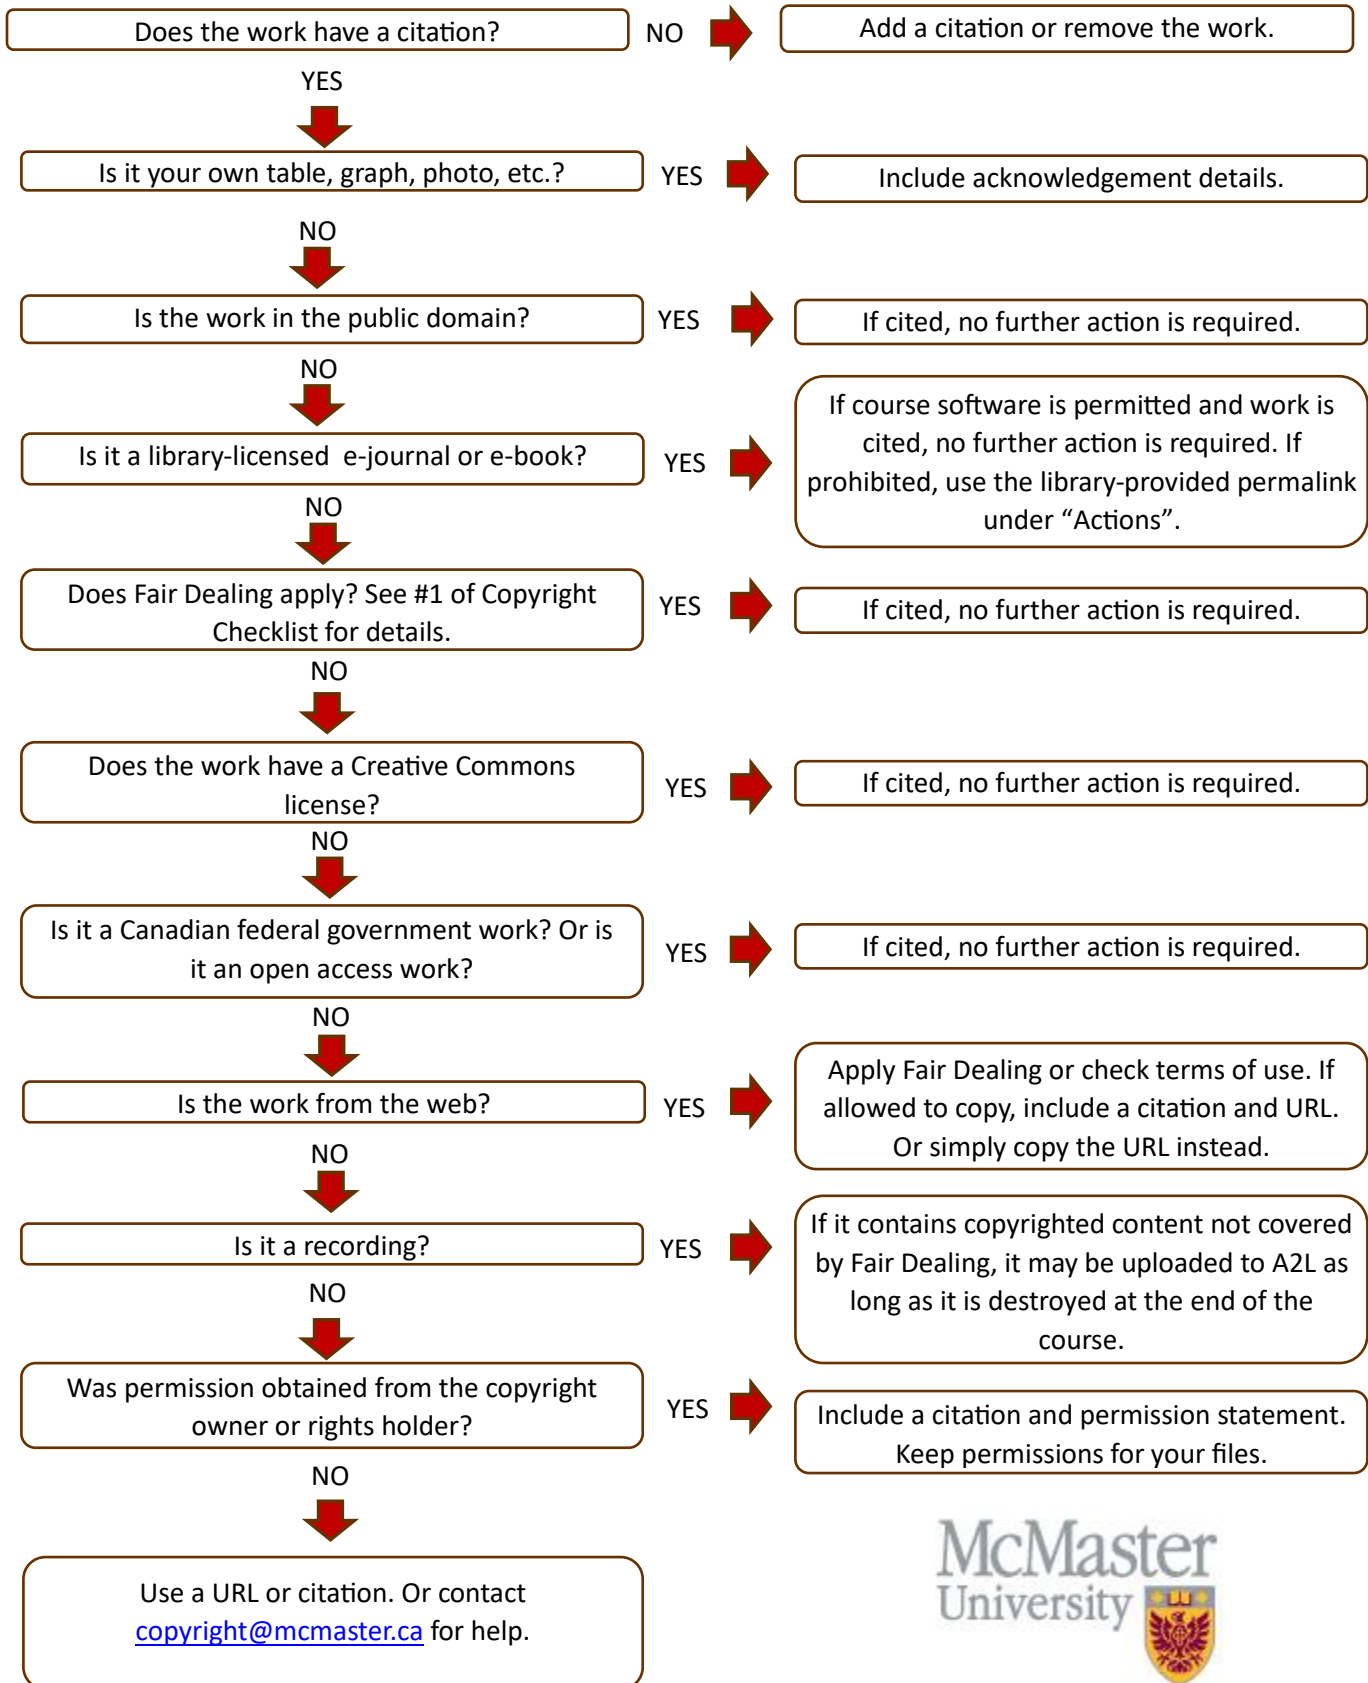 Does the work have a citation?
NO
Add a citation or remove the work.
YES
Is it your own table, graph, photo, etc.?
YES
Include acknowledgement details.
NO
Is the work in the public domain?
YES
If cited, no further action is required.
NO
Is it a library-licensed  e-journal or e-book?
YES
If course software is permitted and work is
cited, no further action is required. If
prohibited, use the library-provided permalink
under “Actions”.
NO
Does Fair Dealing apply? See #1 of Copyright
Checklist for details.
YES
If cited, no further action is required.
NO
Does the work have a Creative Commons
license?
YES
If cited, no further action is required.
NO
Is it a Canadian federal government work? Or is
it an open access work?
YES
If cited, no further action is required.
NO
Is the work from the web?
YES
Apply Fair Dealing or check terms of use. If
allowed to copy, include a citation and URL.
Or simply copy the URL instead.
NO
Is it a recording?
YES
If it contains copyrighted content not covered
by Fair Dealing, it may be uploaded to A2L as
long as it is destroyed at the end of the
course.
NO
Was permission obtained from the copyright
owner or rights holder?
YES
Include a citation and permission statement.
Keep permissions for your files.
NO
Use a URL or citation. Or contact
copyright@mcmaster.ca for help.
McMaster
University